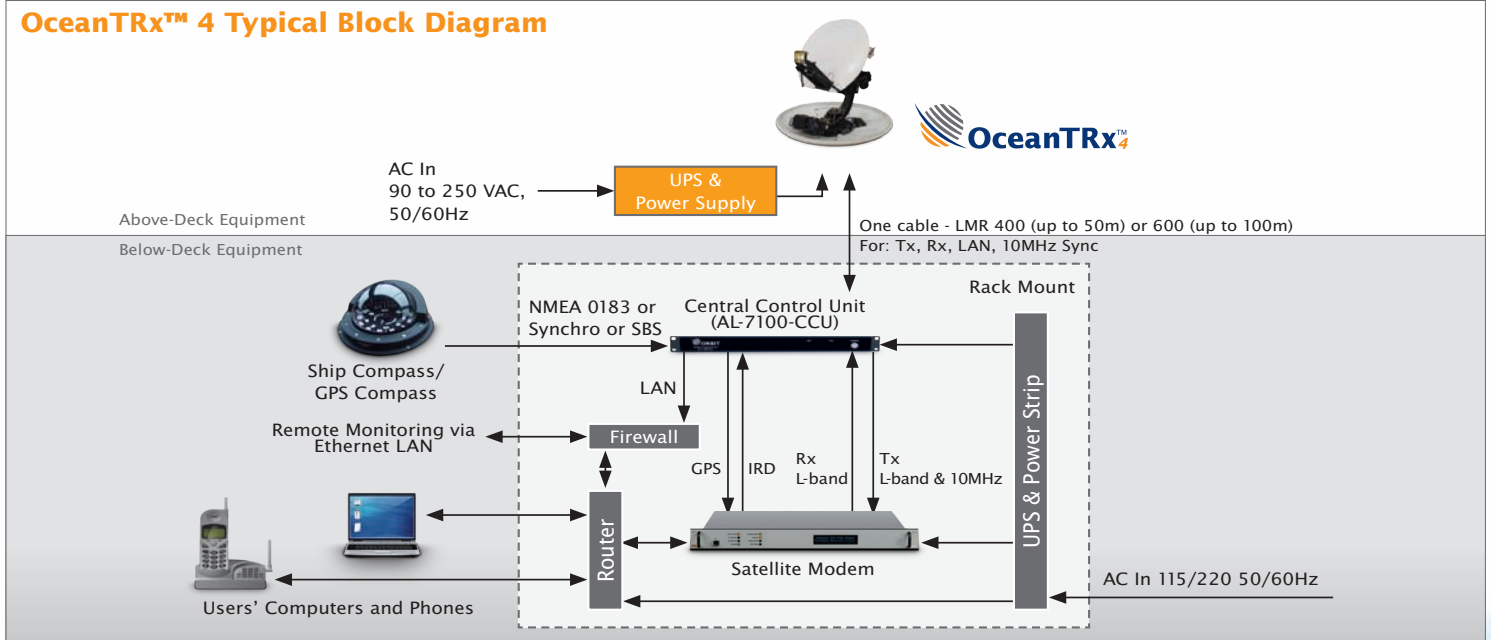 OceanTRx™ 4 Typical Block Diagram
OceanTRx™4
AC In
90 to 250 VAC,
50/60Hz
UPS &
Power Supply
Above-Deck Equipment
One cable - LMR 400 (up to 50m) or 600 (up to 100m)
For: Tx, Rx, LAN, 10MHz Sync
Below-Deck Equipment
Rack Mount
NMEA 0183 or
Synchro or SBS
Central Control Unit
(AL-7100-CCU)
ORBIT
Ship Compass/
GPS Compass
LAN
Remote Monitoring via
Ethernet LAN
Firewall
GPS
IRD
Rx
L-band
Tx
L-band & 10MHz
UPS & Power Strip
Router
Satellite Modem
AC In 115/220 50/60Hz
Users' Computers and Phones